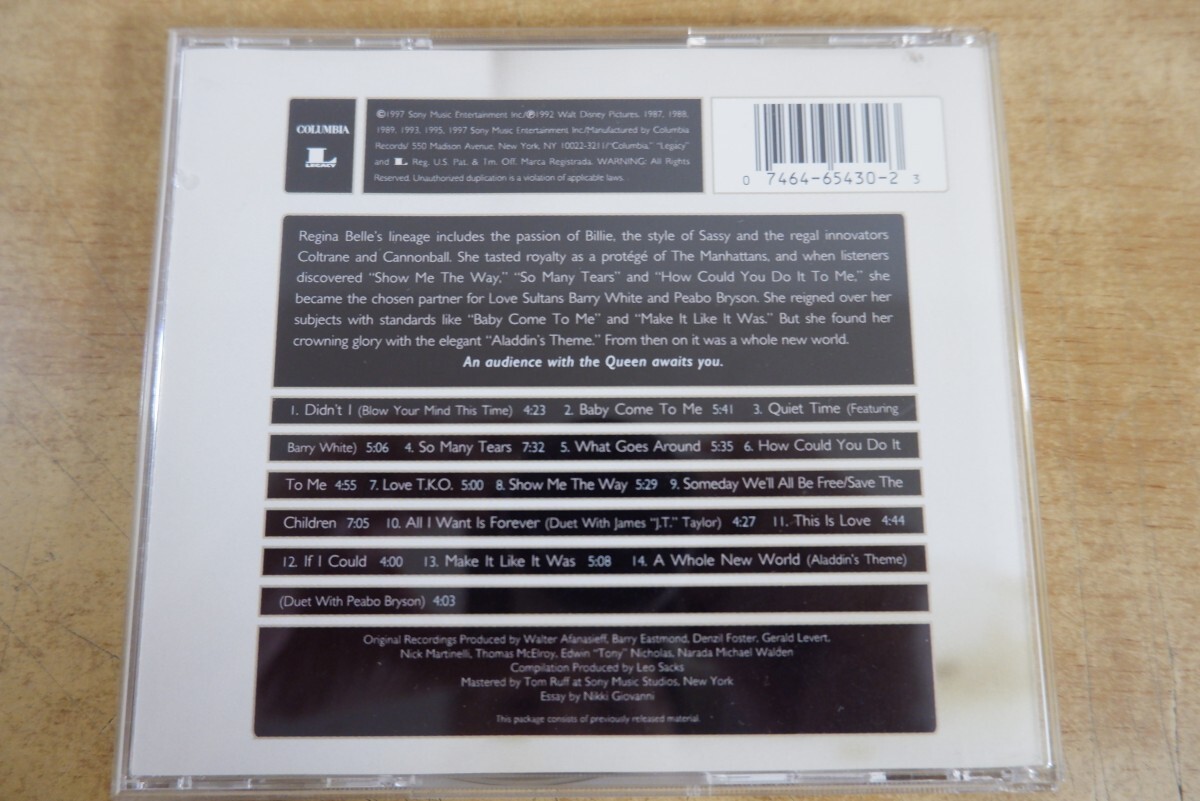 COLUMBIA
L
LEGACY
©1997 Sony Music Entertainment Inc./℗1992 Walt Disney Pictures, 1987, 1988,
1989, 1993, 1995, 1997 Sony Music Entertainment Inc./Manufactured by Columbia
Records/ 550 Madison Avenue, New York, NY 10022-3211/"Columbia," "Legacy"
and L Reg. U.S. Pat. & Tm. Off. Marca Registrada. WARNING: All Rights
Reserved. Unauthorized duplication is a violation of applicable laws.
0 7464-65430-2 3
Regina Belle's lineage includes the passion of Billie, the style of Sassy and the regal innovators
Coltrane and Cannonball. She tasted royalty as a protégé of The Manhattans, and when listeners
discovered "Show Me The Way," "So Many Tears" and "How Could You Do It To Me," she
became the chosen partner for Love Sultans Barry White and Peabo Bryson. She reigned over her
subjects with standards like "Baby Come To Me" and "Make It Like It Was." But she found her
crowning glory with the elegant "Aladdin's Theme." From then on it was a whole new world.
An audience with the Queen awaits you.
1. Didn't I (Blow Your Mind This Time) 4:23 2. Baby Come To Me 5:41 3. Quiet Time (Featuring
Barry White) 5:06 4. So Many Tears 7:32 5. What Goes Around 5:35 6. How Could You Do It
To Me 4:55 7. Love T.K.O. 5:00 8. Show Me The Way 5:29 9. Someday We'll All Be Free/Save The
Children 7:05 10. All I Want Is Forever (Duet With James "J.T." Taylor) 4:27 11. This Is Love 4:44
12. If I Could 4:00 13. Make It Like It Was 5:08 14. A Whole New World (Aladdin's Theme)
(Duet With Peabo Bryson) 4:03
Original Recordings Produced by Walter Afanasieff, Barry Eastmond, Denzil Foster, Gerald Levert,
Nick Martinelli, Thomas McElroy, Edwin "Tony" Nicholas, Narada Michael Walden
Compilation Produced by Leo Sacks
Mastered by Tom Ruff at Sony Music Studios, New York
Essay by Nikki Giovanni
This package consists of previously released material.